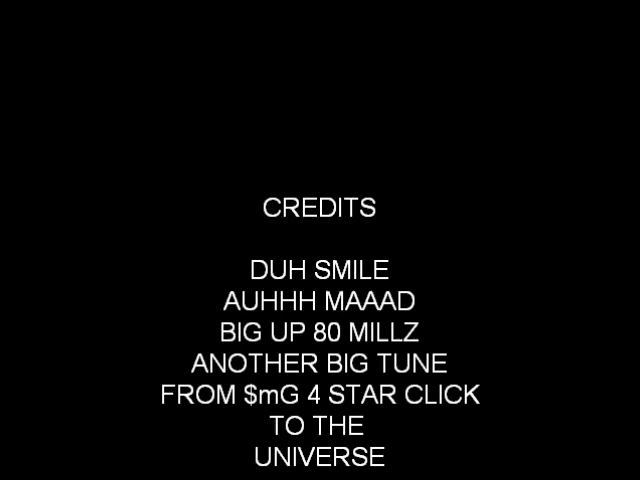 CREDITS
DUH SMILE
AUHHH MAAAD
BIG UP 80 MILLZ
ANOTHER BIG TUNE
FROM $mG 4 STAR CLICK
TO THE
UNIVERSE